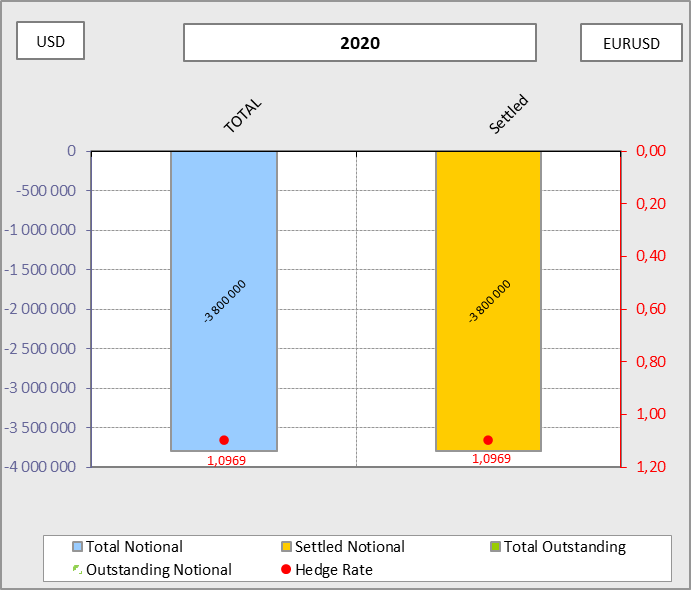 USD
2020
EURUSD
TOTAL
Settled
0
-500 000
-1 000 000
-1 500 000
-2 000 000
-2 500 000
-3 000 000
-3 500 000
-4 000 000
-3 800 000
-3 800 000
1,0969
1,0969
0,00
0,20
0,40
0,60
0,80
1,00
1,20
Total Notional
Settled Notional
Total Outstanding
Outstanding Notional
Hedge Rate